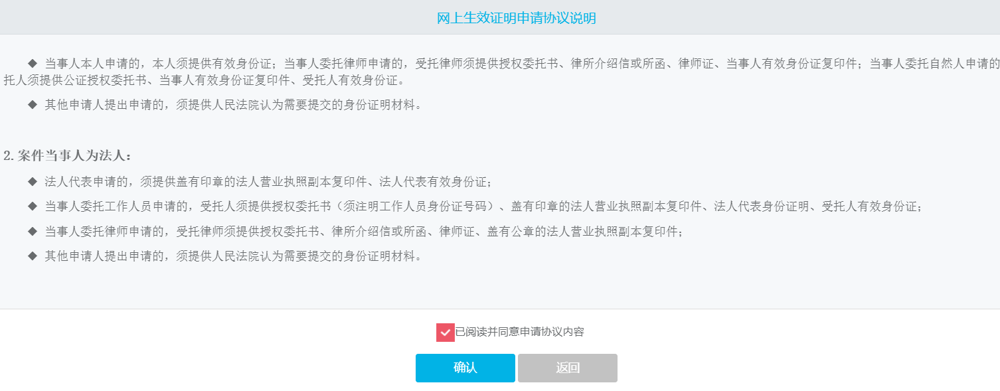 网上生效证明申请协议说明
◆ 当事人本人申请的，本人须提供有效身份证；当事人委托律师申请的，受托律师须提供授权委托书、律所介绍信或所函、律师证、当事人有效身份证复印件；当事人委托自然人申请的
托人须提供公证授权委托书、当事人有效身份证复印件、受托人有效身份证。
◆ 其他申请人提出申请的，须提供人民法院认为需要提交的身份证明材料。
2. 案件当事人为法人：
◆ 法人代表申请的，须提供盖有印章的法人营业执照副本复印件、法人代表有效身份证；
◆ 当事人委托工作人员申请的，受托人须提供授权委托书（须注明工作人员身份证号码）、盖有印章的法人营业执照副本复印件、法人代表身份证明、受托人有效身份证；
◆ 当事人委托律师申请的，受托律师须提供授权委托书、律所介绍信或所函、律师证、盖有公章的法人营业执照副本复印件；
◆ 其他申请人提出申请的，须提供人民法院认为需要提交的身份证明材料。
已阅读并同意申请协议内容
确认 返回